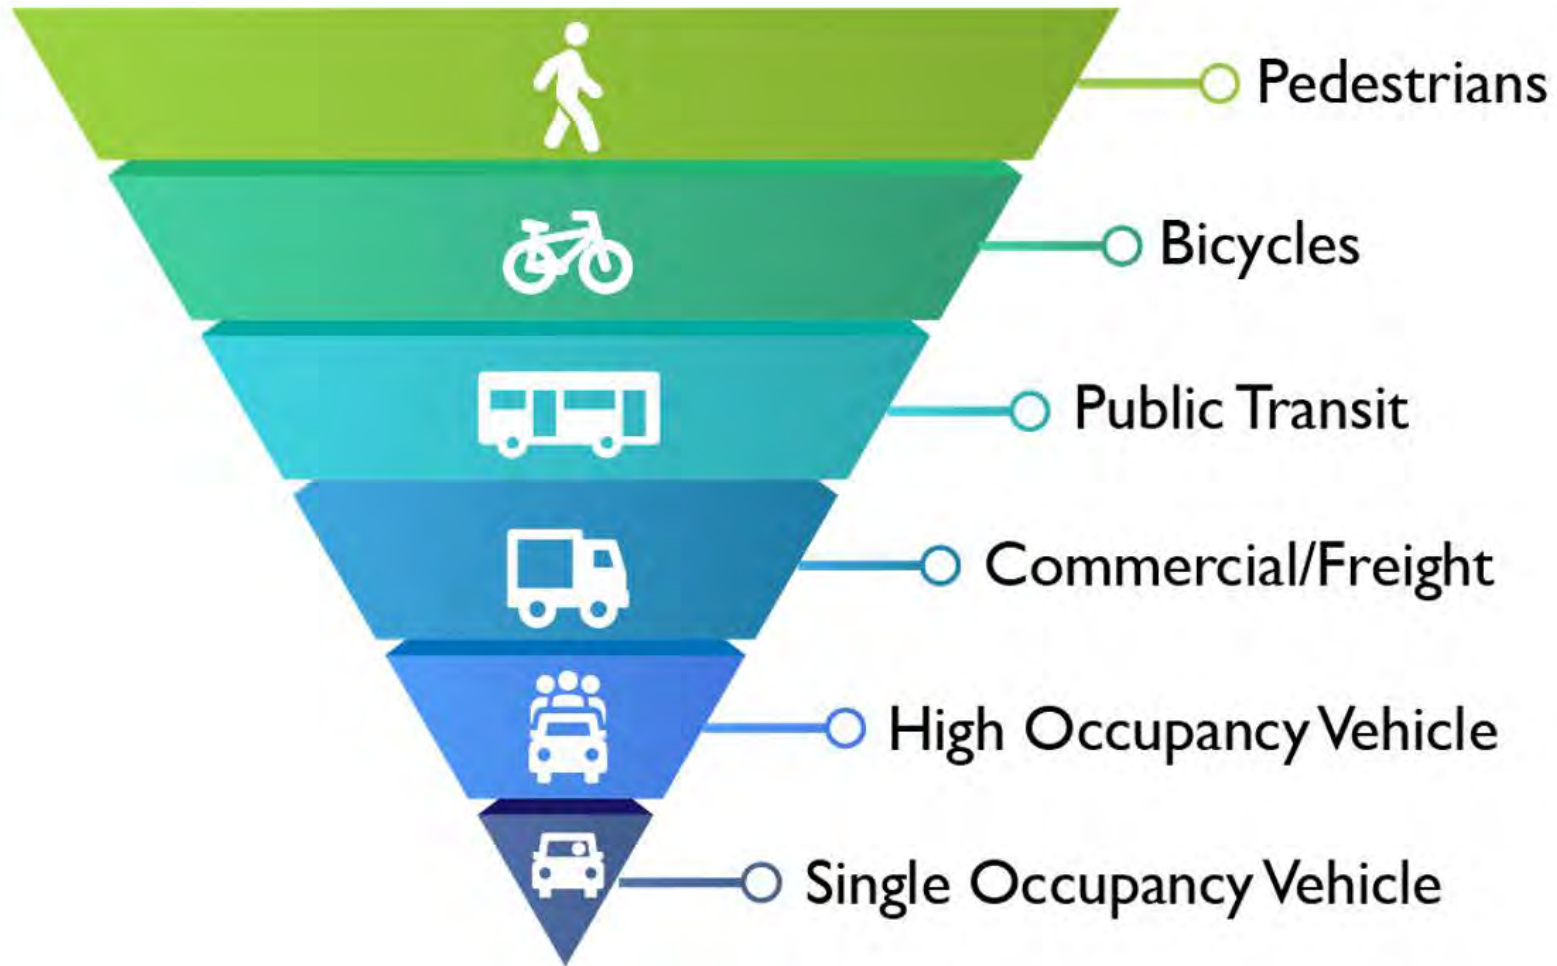 Pedestrians
Bicycles
Public Transit
Commercial/Freight
High Occupancy Vehicle
Single Occupancy Vehicle